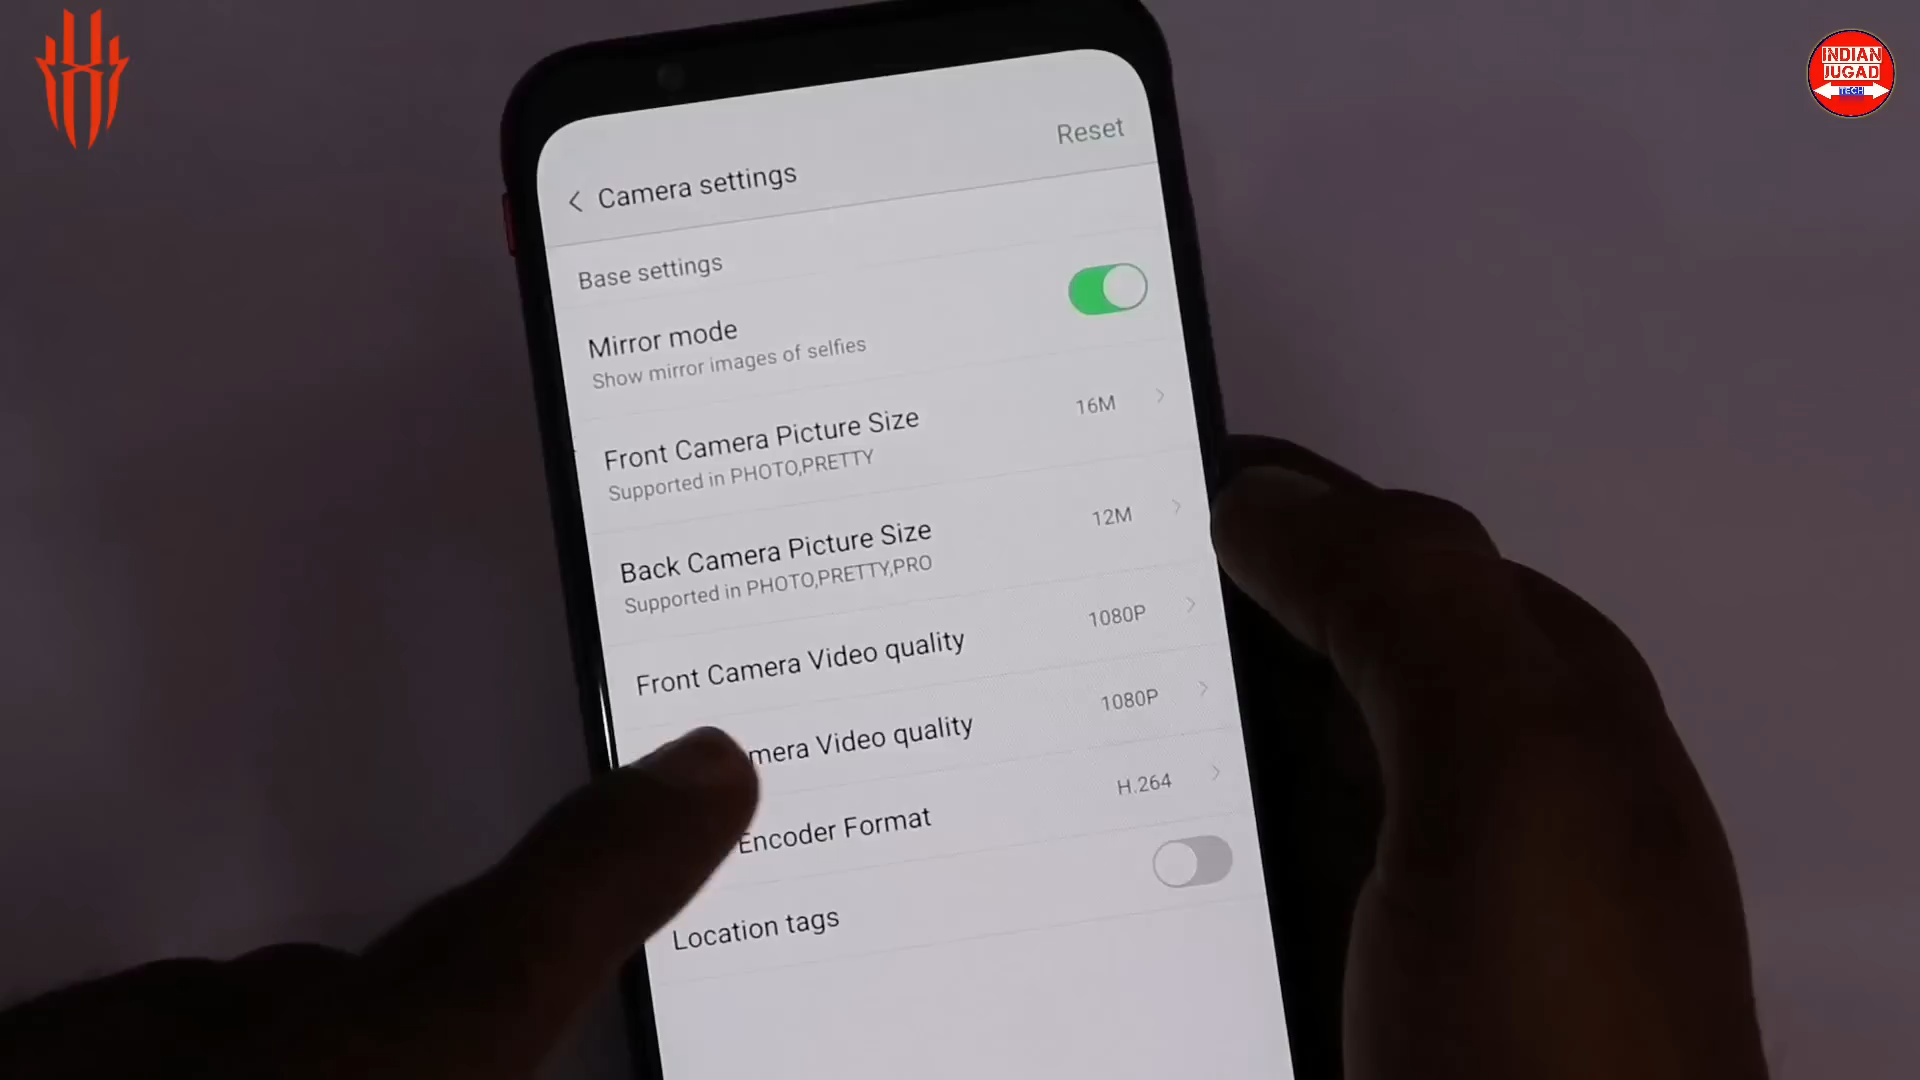 INDIAN
JUGAD
TECH
Reset
Camera settings
Base settings
Mirror mode
Show mirror images of selfies
Front Camera Picture Size
16M
Supported in PHOTO,PRETTY
Back Camera Picture Size
12M
Supported in PHOTO,PRETTY,PRO
Front Camera Video quality
1080P
mera Video quality
1080P
Encoder Format
H.264
Location tags